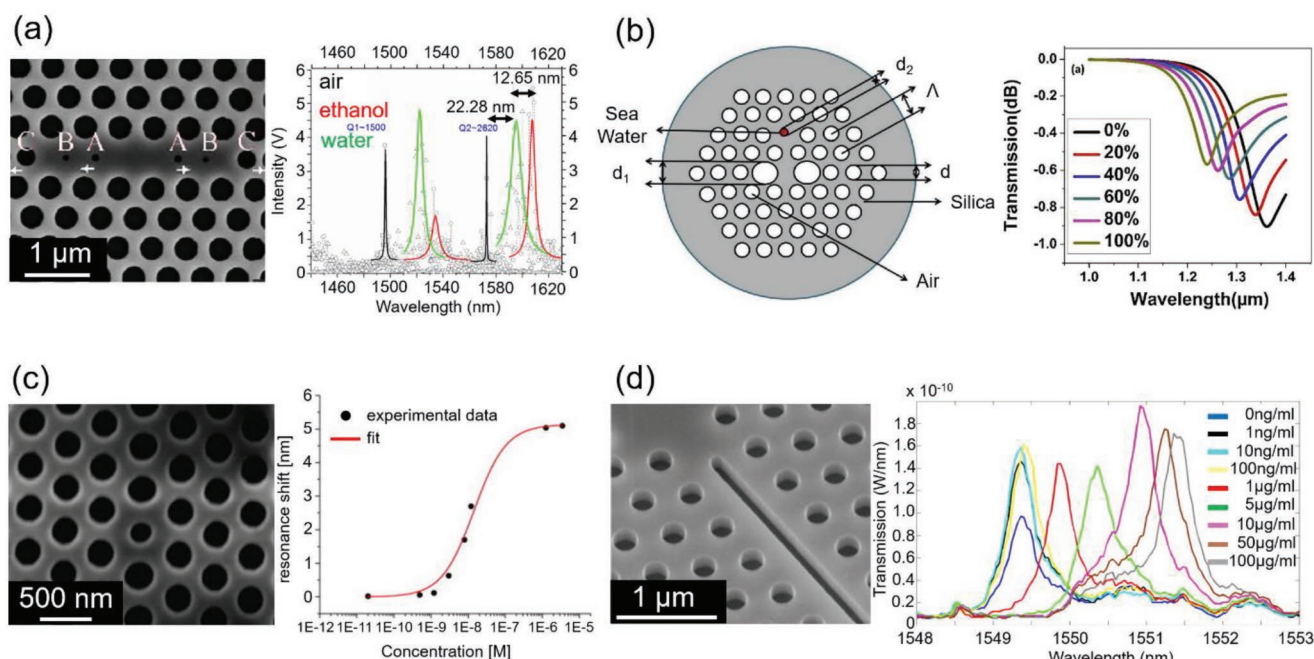 (a)
C B A A B C
1 µm
1460 1500 1540 1580 1620
12.65 nm
air
ethanol
water
22.28 nm
Q1~1500
Q2~2820
Intensity (V)
6
5
4
3
2
1
0
6
5
4
3
2
1
0
1460 1500 1540 1580 1620
Wavelength (nm)
(b)
d2
Λ
Sea
Water
d1
d
Silica
Air
(a)
Transmission(dB)
0.0
-0.2
-0.4
-0.6
-0.8
-1.0
0%
20%
40%
60%
80%
100%
1.0 1.1 1.2 1.3 1.4
Wavelength(µm)
(c)
500 nm
experimental data
fit
resonance shift [nm]
6
5
4
3
2
1
0
1E-12 1E-11 1E-10 1E-9 1E-8 1E-7 1E-6 1E-5
Concentration [M]
(d)
1 µm
x 10-10
Transmission (W/nm)
1.8
1.4
1.0
0.8
0.4
0.2
0
0ng/ml
1ng/ml
10ng/ml
100ng/ml
1µg/ml
5µg/ml
10µg/ml
50µg/ml
100µg/ml
1548 1549 1550 1551 1552 1553
Wavelength (nm)